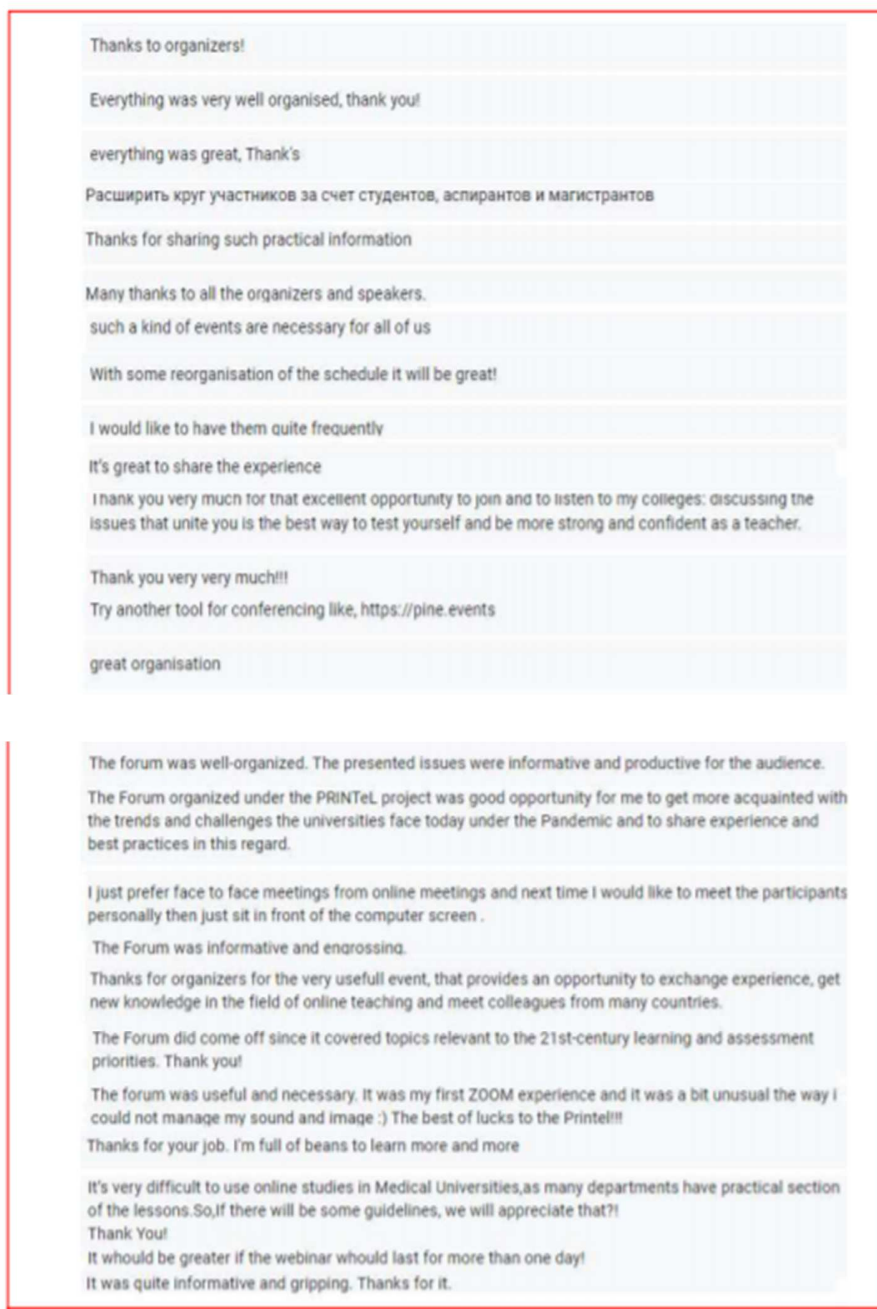 Thanks to organizers!
Everything was very well organised, thank you!
everything was great, Thank's
Расширить круг участников за счет студентов, аспирантов и магистрантов
Thanks for sharing such practical information
Many thanks to all the organizers and speakers.
such a kind of events are necessary for all of us
With some reorganisation of the schedule it will be great!
I would like to have them quite frequently
It's great to share the experience
Thank you very much for that excellent opportunity to join and to listen to my colleges: discussing the
issues that unite you is the best way to test yourself and be more strong and confident as a teacher.
Thank you very very much!!!
Try another tool for conferencing like, https://pine.events
great organisation
The forum was well-organized. The presented issues were informative and productive for the audience.
The Forum organized under the PRINTeL project was good opportunity for me to get more acquainted with
the trends and challenges the universities face today under the Pandemic and to share experience and
best practices in this regard.
I just prefer face to face meetings from online meetings and next time I would like to meet the participants
personally then just sit in front of the computer screen .
The Forum was informative and engrossing.
Thanks for organizers for the very usefull event, that provides an opportunity to exchange experience, get
new knowledge in the field of online teaching and meet colleagues from many countries.
The Forum did come off since it covered topics relevant to the 21st-century learning and assessment
priorities. Thank you!
The forum was useful and necessary. It was my first ZOOM experience and it was a bit unusual the way i
could not manage my sound and image :) The best of lucks to the Printel!!!
Thanks for your job. I'm full of beans to learn more and more
It's very difficult to use online studies in Medical Universities,as many departments have practical section
of the lessons.So,If there will be some guidelines, we will appreciate that?!
Thank You!
It whould be greater if the webinar whould last for more than one day!
It was quite informative and gripping. Thanks for it.